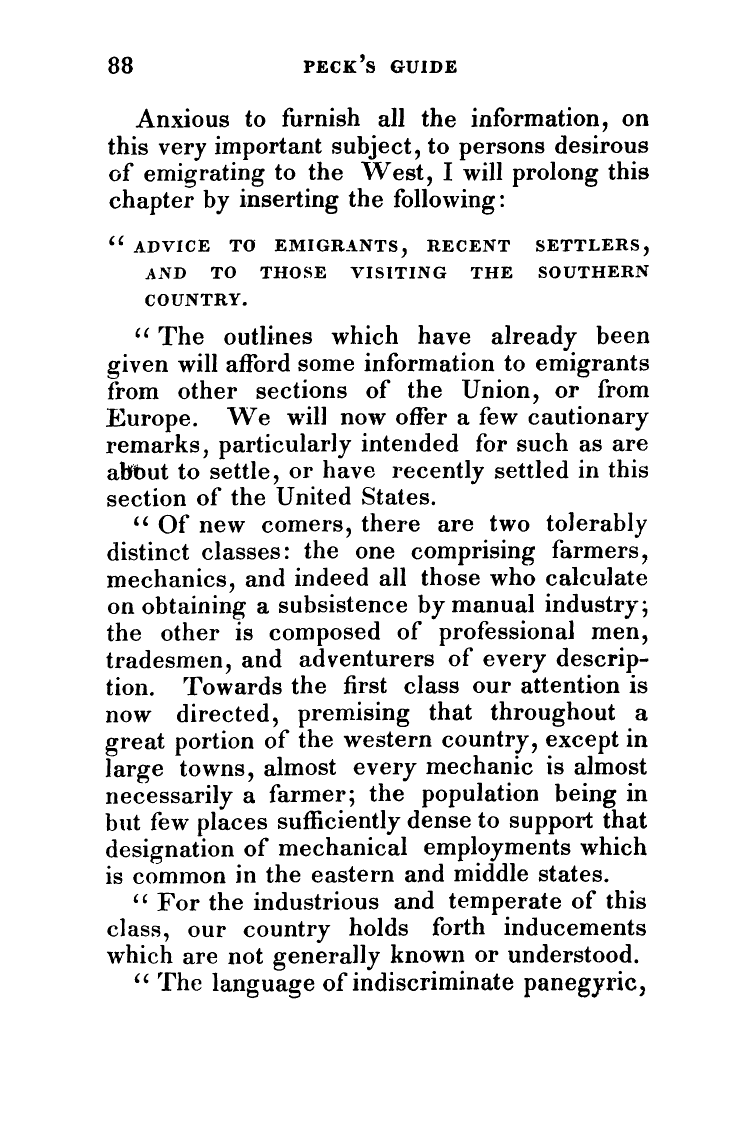 88 PECK'S GUIDE
Anxious to furnish all the information, on
this very important subject, to persons desirous
of emigrating to the West, I will prolong this
chapter by inserting the following:
“ ADVICE TO EMIGRANTS, RECENT SETTLERS,
AND TO THOSE VISITING THE SOUTHERN
COUNTRY.
“ The outlines which have already been
given will afford some information to emigrants
from other sections of the Union, or from
Europe. We will now offer a few cautionary
remarks, particularly intended for such as are
about to settle, or have recently settled in this
section of the United States.
“ Of new comers, there are two tolerably
distinct classes: the one comprising farmers,
mechanics, and indeed all those who calculate
on obtaining a subsistence by manual industry;
the other is composed of professional men,
tradesmen, and adventurers of every descrip-
tion. Towards the first class our attention is
now directed, premising that throughout a
great portion of the western country, except in
large towns, almost every mechanic is almost
necessarily a farmer; the population being in
but few places sufficiently dense to support that
designation of mechanical employments which
is common in the eastern and middle states.
“ For the industrious and temperate of this
class, our country holds forth inducements
which are not generally known or understood.
“ The language of indiscriminate panegyric,